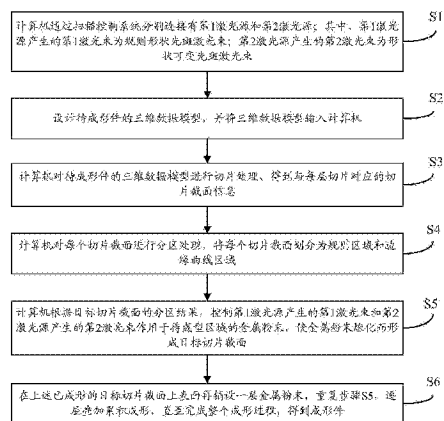 S1
计算机通过扫描控制系统分别连接有第1激光源和第2激光源；其中，第1激
光源产生的第1激光束为规则形状光斑激光束；第2激光源产生的第2激光束为形
状可变光斑激光束
S2
设计待成形件的三维数据模型，并将三维数据模型输入计算机
S3
计算机对待成形件的三维数据模型进行切片处理、得到与每层切片对应的切
片截面信息
S4
计算机对每个切片截面进行分区处理，将每个切片截面划分为规则区域和边
缘曲线区域
S5
计算机根据目标切片截面的分区结果，控制第1激光源产生的第1激光束和第2
激光源产生的第2激光束作用于待成型区域的金属粉末，使金属粉末熔化而形
成目标切片截面
S6
在上述已成形的目标切片截面上表面再铺设一层金属粉末，重复步骤S5，逐
层叠加累积成形、直至完成整个成形过程，得到成形件